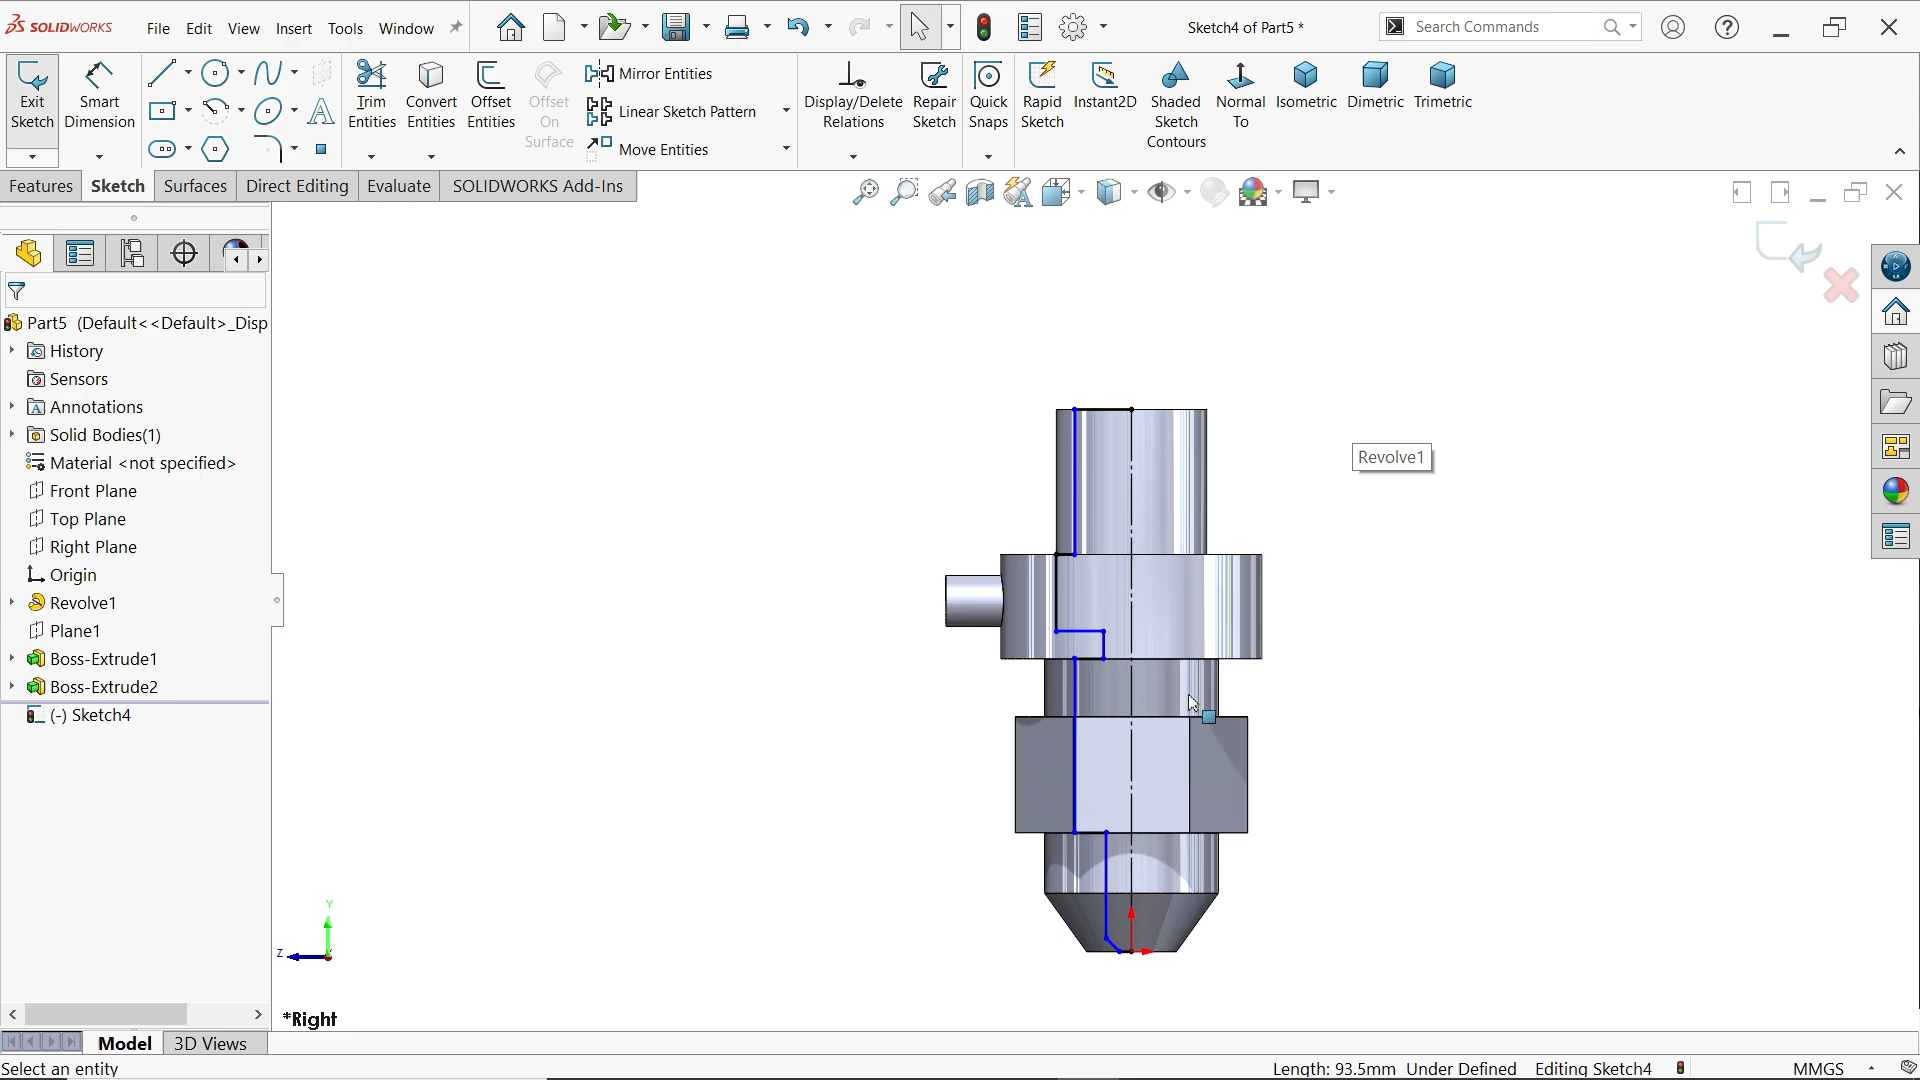 SOLIDWORKS
File Edit View Insert Tools Window
Sketch4 of Part5 *
Search Commands
Exit Sketch
Smart Dimension
Trim Entities
Convert Entities
Offset Entities
Offset On Surface
Mirror Entities
Linear Sketch Pattern
Move Entities
Display/Delete Relations
Repair Sketch
Quick Snaps
Rapid Sketch
Instant2D
Shaded Sketch Contours
Normal To
Isometric
Dimetric
Trimetric
Features Sketch Surfaces Direct Editing Evaluate SOLIDWORKS Add-Ins
Part5 (Default<<Default>_Disp
History
Sensors
Annotations
Solid Bodies(1)
Material <not specified>
Front Plane
Top Plane
Right Plane
Origin
Revolve1
Plane1
Boss-Extrude1
Boss-Extrude2
(-) Sketch4
Revolve1
Y
Z
*Right
Model 3D Views
Select an entity
Length: 93.5mm Under Defined Editing Sketch4 MMGS